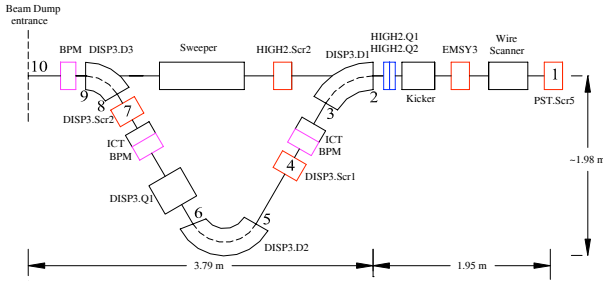 Beam Dump
entrance
BPM
DISP3.D3
Sweeper
HIGH2.Scr2
DISP3.D1
HIGH2.Q1
HIGH2.Q2
EMSY3
Wire
Scanner
10
9
8
7
DISP3.Scr2
ICT
BPM
DISP3.Q1
6
DISP3.D2
5
4
DISP3.Scr1
ICT
BPM
3
2
Kicker
1
PST.Scr5
~1.98 m
3.79 m
1.95 m